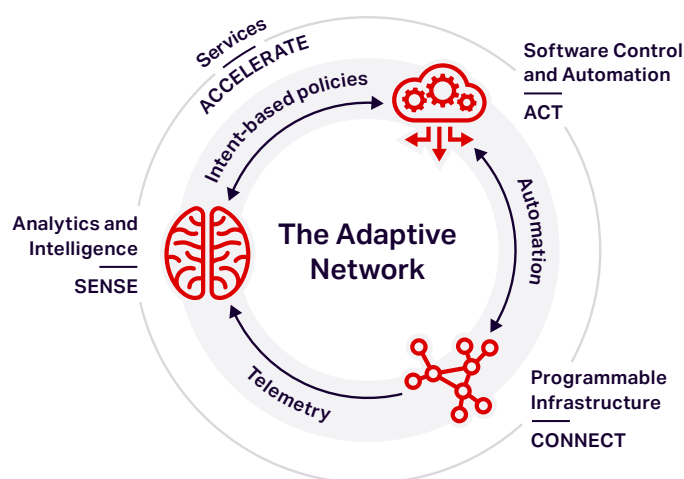 Services
ACCELERATE
Intent-based policies
Software Control
and Automation
ACT
Automation
Analytics and
Intelligence
SENSE
The Adaptive
Network
Telemetry
Programmable
Infrastructure
CONNECT